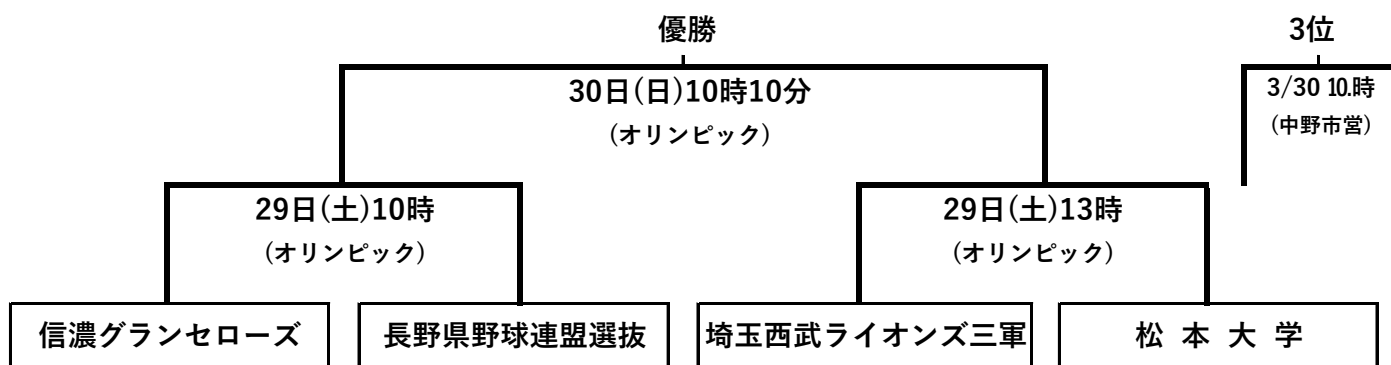 優勝
3位
30日(日)10時10分
(オリンピック)
3/30 10.時
(中野市営)
29日(土)10時
(オリンピック)
29日(土)13時
(オリンピック)
信濃グランセローズ
長野県野球連盟選抜
埼玉西武ライオンズ三軍
松 本 大 学